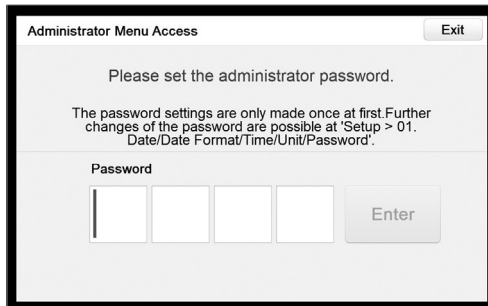 Administrator Menu Access
Exit
Please set the administrator password.
The password settings are only made once at first.Further
changes of the password are possible at 'Setup > 01.
Date/Date Format/Time/Unit/Password'.
Password
Enter